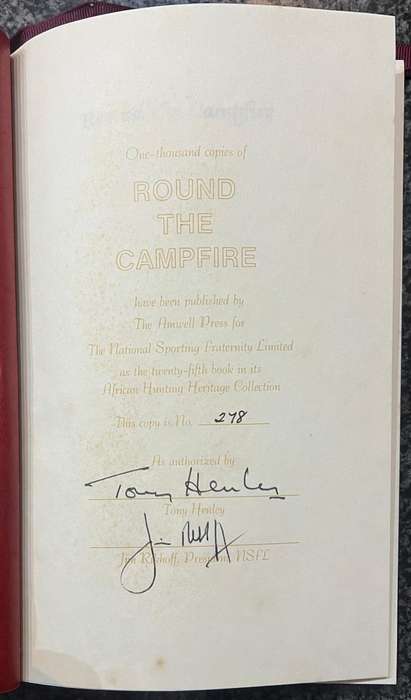 One-thousand copies of
ROUND
THE
CAMPFIRE
have been published by
The Amwell Press for
The National Sporting Fraternity Limited
as the twenty-fifth book in its
African Hunting Heritage Collection
This copy is No. 278
As authorized by
Tony Henley
Tony Henley
Jim Rikhoff, President, NSFL